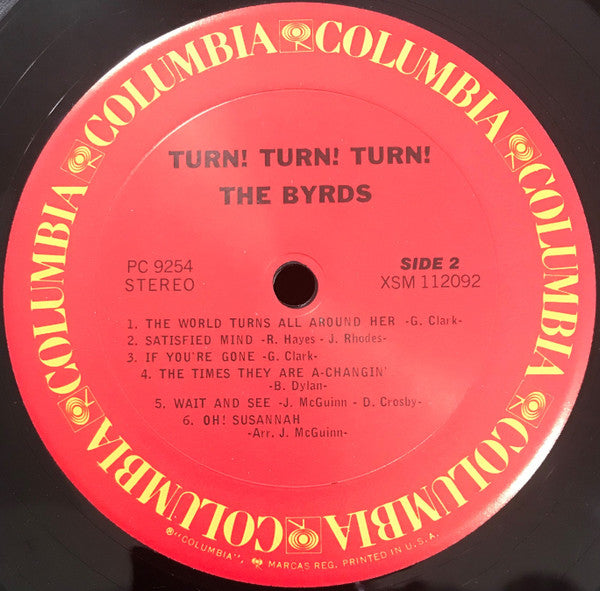 COLUMBIA COLUMBIA COLUMBIA COLUMBIA COLUMBIA COLUMBIA
TURN! TURN! TURN!
THE BYRDS
PC 9254
STEREO
SIDE 2
XSM 112092
1. THE WORLD TURNS ALL AROUND HER -G. Clark-
2. SATISFIED MIND -R. Hayes - J. Rhodes-
3. IF YOU'RE GONE -G. Clark-
4. THE TIMES THEY ARE A-CHANGIN'
-B. Dylan-
5. WAIT AND SEE -J. McGuinn - D. Crosby-
6. OH! SUSANNAH
-Arr. J. McGuinn-
®"COLUMBIA", MARCAS REG. PRINTED IN U.S.A.